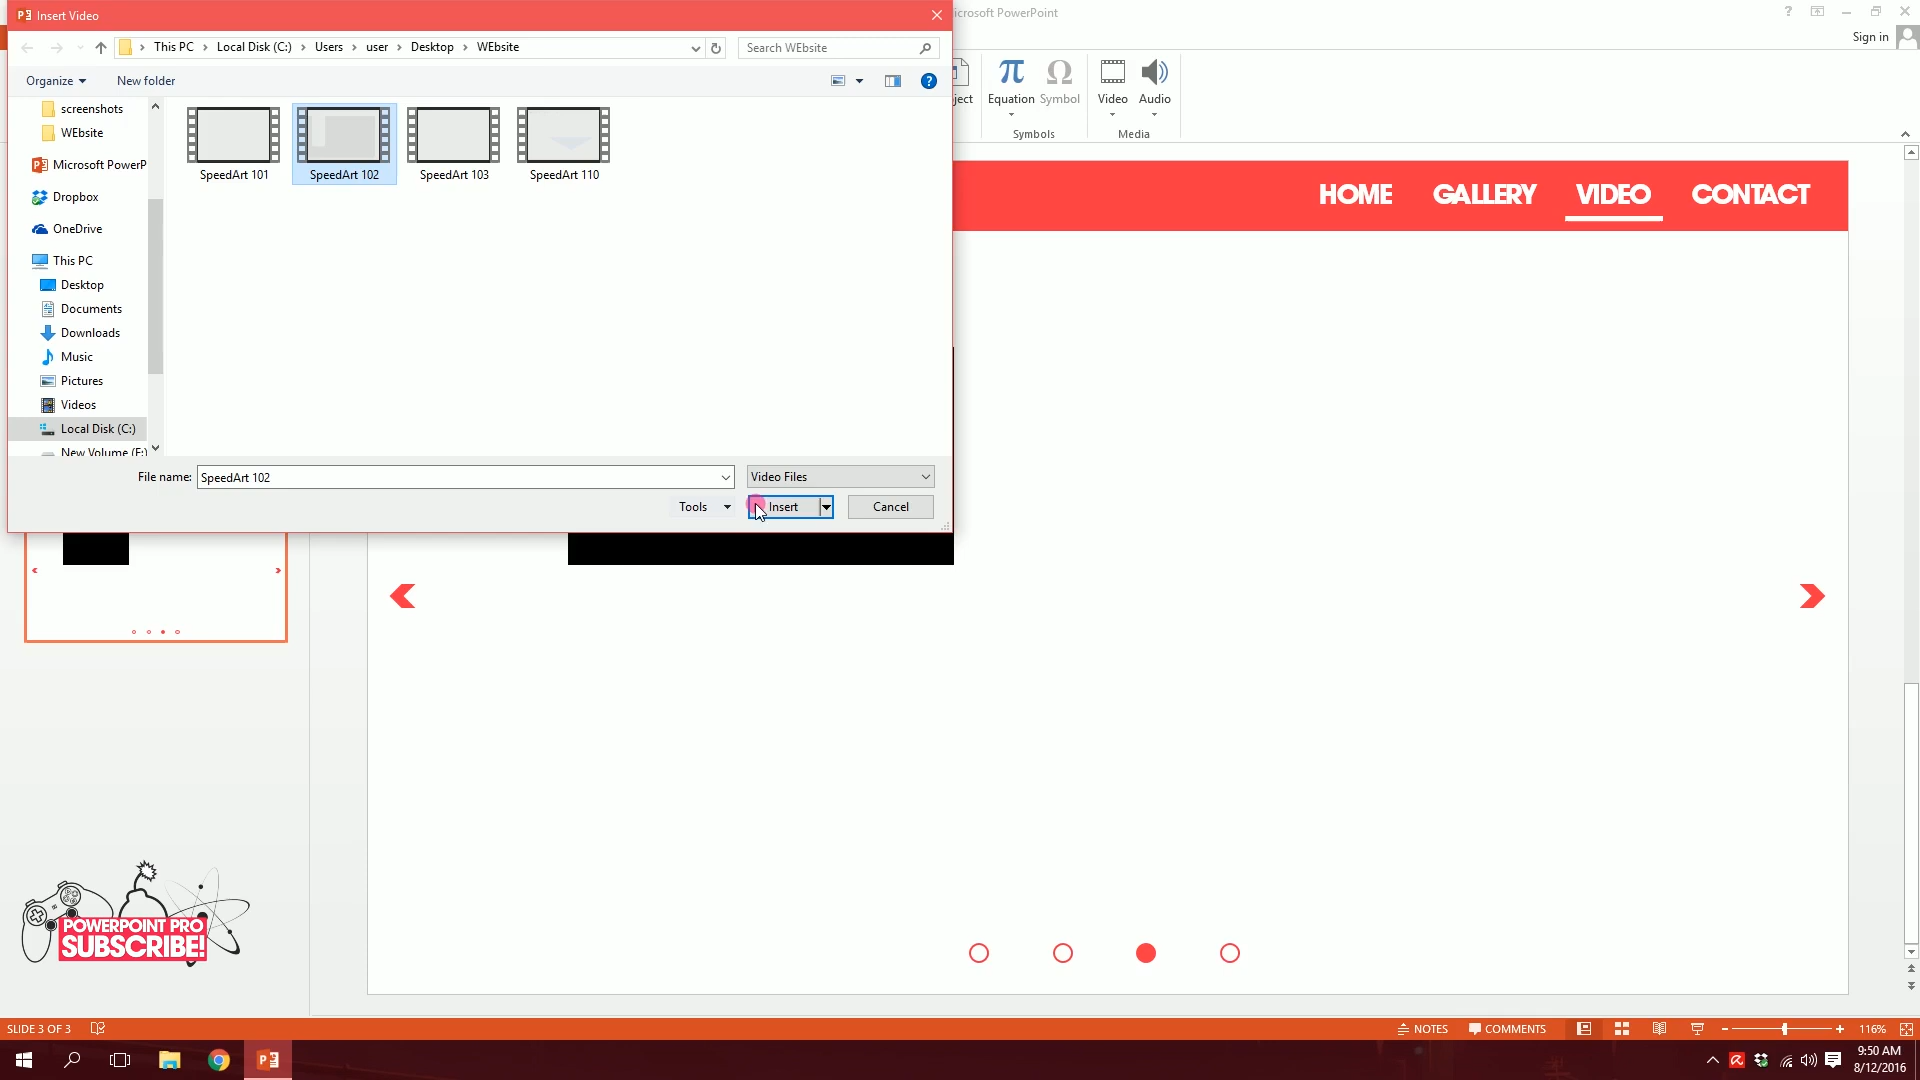 Insert Video
icrosoft PowerPoint
Sign in
This PC
Local Disk (C:)
Users
user
Desktop
WEbsite
Search WEbsite
Organize
New folder
ject
Equation
Symbol
Video
Audio
Symbols
Media
screenshots
WEbsite
Microsoft PowerP
Dropbox
OneDrive
This PC
Desktop
Documents
Downloads
Music
Pictures
Videos
Local Disk (C:)
New Volume (E:)
SpeedArt 101
SpeedArt 102
SpeedArt 103
SpeedArt 110
File name:
SpeedArt 102
Video Files
Tools
Insert
Cancel
HOME
GALLERY
VIDEO
CONTACT
POWERPOINT PRO
SUBSCRIBE!
SLIDE 3 OF 3
NOTES
COMMENTS
116%
9:50 AM
8/12/2016